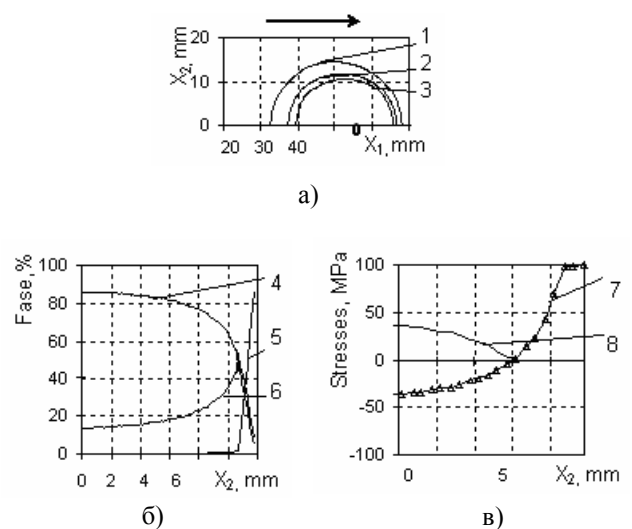 20
10
0
X2, mm
1
2
3
20 30 40
0
X1, mm
а)
100
80
60
40
20
0
Fase, %
4
5
6
0 2 4 6
X2, mm
б)
100
50
0
-50
-100
Stresses, MPa
7
8
0 5
X2, mm
в)